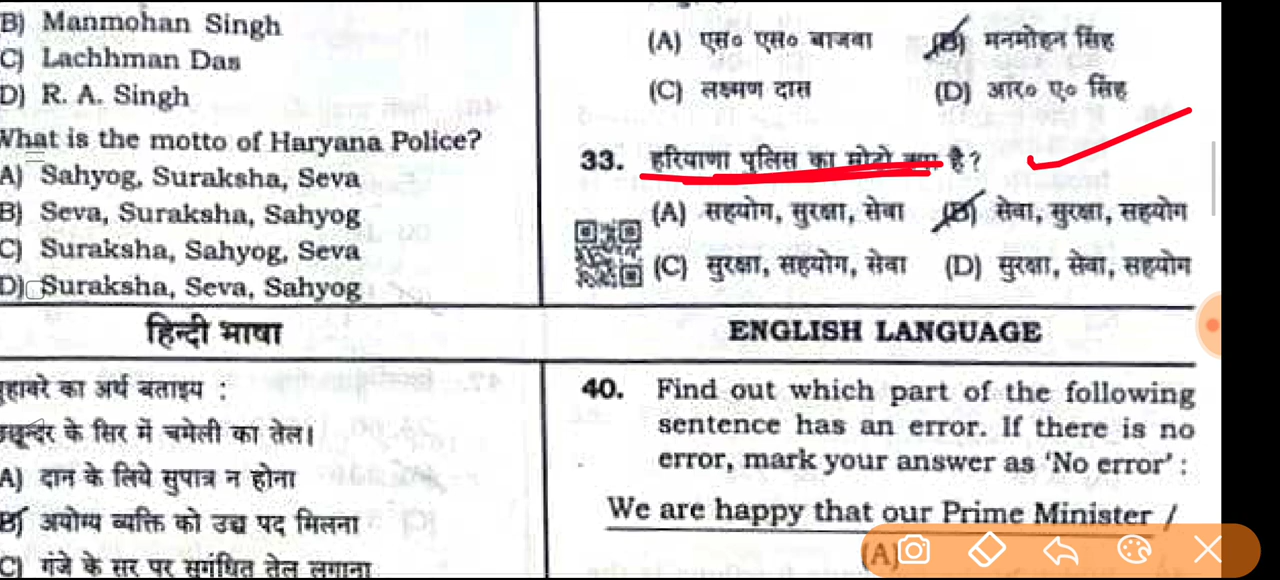 B) Manmohan Singh
C) Lachhman Das
D) R. A. Singh
What is the motto of Haryana Police?
A) Sahyog, Suraksha, Seva
B) Seva, Suraksha, Sahyog
C) Suraksha, Sahyog, Seva
D) Suraksha, Seva, Sahyog
(A) एस० एस० बाजवा (B) मनमोहन सिंह
(C) लक्ष्मण दास (D) आर० ए० सिंह
33. हरियाणा पुलिस का मोटो क्या है?
(A) सहयोग, सुरक्षा, सेवा (B) सेवा, सुरक्षा, सहयोग
(C) सुरक्षा, सहयोग, सेवा (D) सुरक्षा, सेवा, सहयोग
हिन्दी भाषा
ENGLISH LANGUAGE
मुहावरे का अर्थ बताइय :
छछून्दर के सिर में चमेली का तेल।
A) दान के लिये सुपात्र न होना
B) अयोग्य व्यक्ति को उच्च पद मिलना
C) गंजे के सर पर सुगंधित तेल लगाना
40. Find out which part of the following
sentence has an error. If there is no
error, mark your answer as 'No error' :
We are happy that our Prime Minister /
(A)